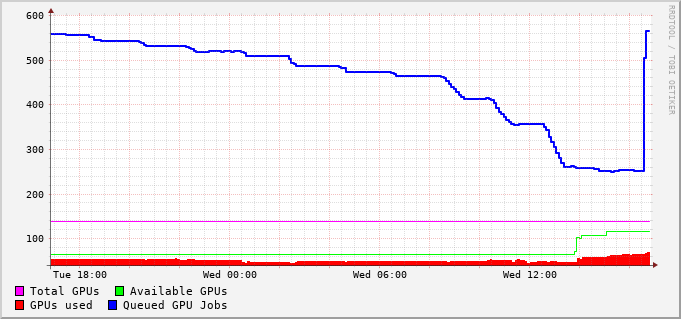 600
500
400
300
200
100
Tue 18:00 Wed 00:00 Wed 06:00 Wed 12:00
Total GPUs Available GPUs
GPUs used Queued GPU Jobs
RRDTOOL / TOBI OETIKER